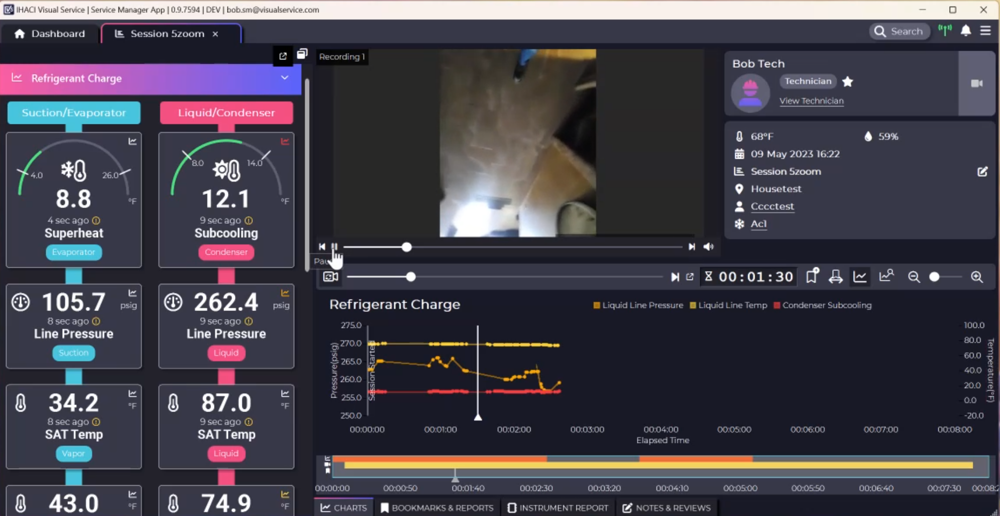 IHACI Visual Service | Service Manager App | 0.9.7594 | DEV | bob.sm@visualservice.com
Dashboard
Session 5zoom
Search
Refrigerant Charge
Suction/Evaporator
Liquid/Condenser
4.0
26.0
8.8
°F
4 sec ago
Superheat
Evaporator
8.0
14.0
12.1
°F
9 sec ago
Subcooling
Condenser
105.7
psig
8 sec ago
Line Pressure
Suction
262.4
psig
9 sec ago
Line Pressure
Liquid
34.2
°F
8 sec ago
SAT Temp
Vapor
87.0
°F
9 sec ago
SAT Temp
Liquid
43.0
°F
74.9
°F
Recording 1
00:01:30
Bob Tech
Technician
View Technician
68°F
59%
09 May 2023 16:22
Session 5zoom
Housetest
Cccctest
Ac1
Refrigerant Charge
Liquid Line Pressure
Liquid Line Temp
Condenser Subcooling
Pressure(psig)
275.0
270.0
265.0
260.0
255.0
250.0
Session Started
100.0
80.0
60.0
40.0
20.0
0.0
-20.0
Temperature(°F)
00:00:00 00:01:00 00:02:00 00:03:00 00:04:00 00:05:00 00:06:00 00:07:00 00:08:00
Elapsed Time
00:00:00 00:00:50 00:01:40 00:02:30 00:03:20 00:04:10 00:05:00 00:05:50 00:06:40 00:07:30 00:08:2
CHARTS
BOOKMARKS & REPORTS
INSTRUMENT REPORT
NOTES & REVIEWS